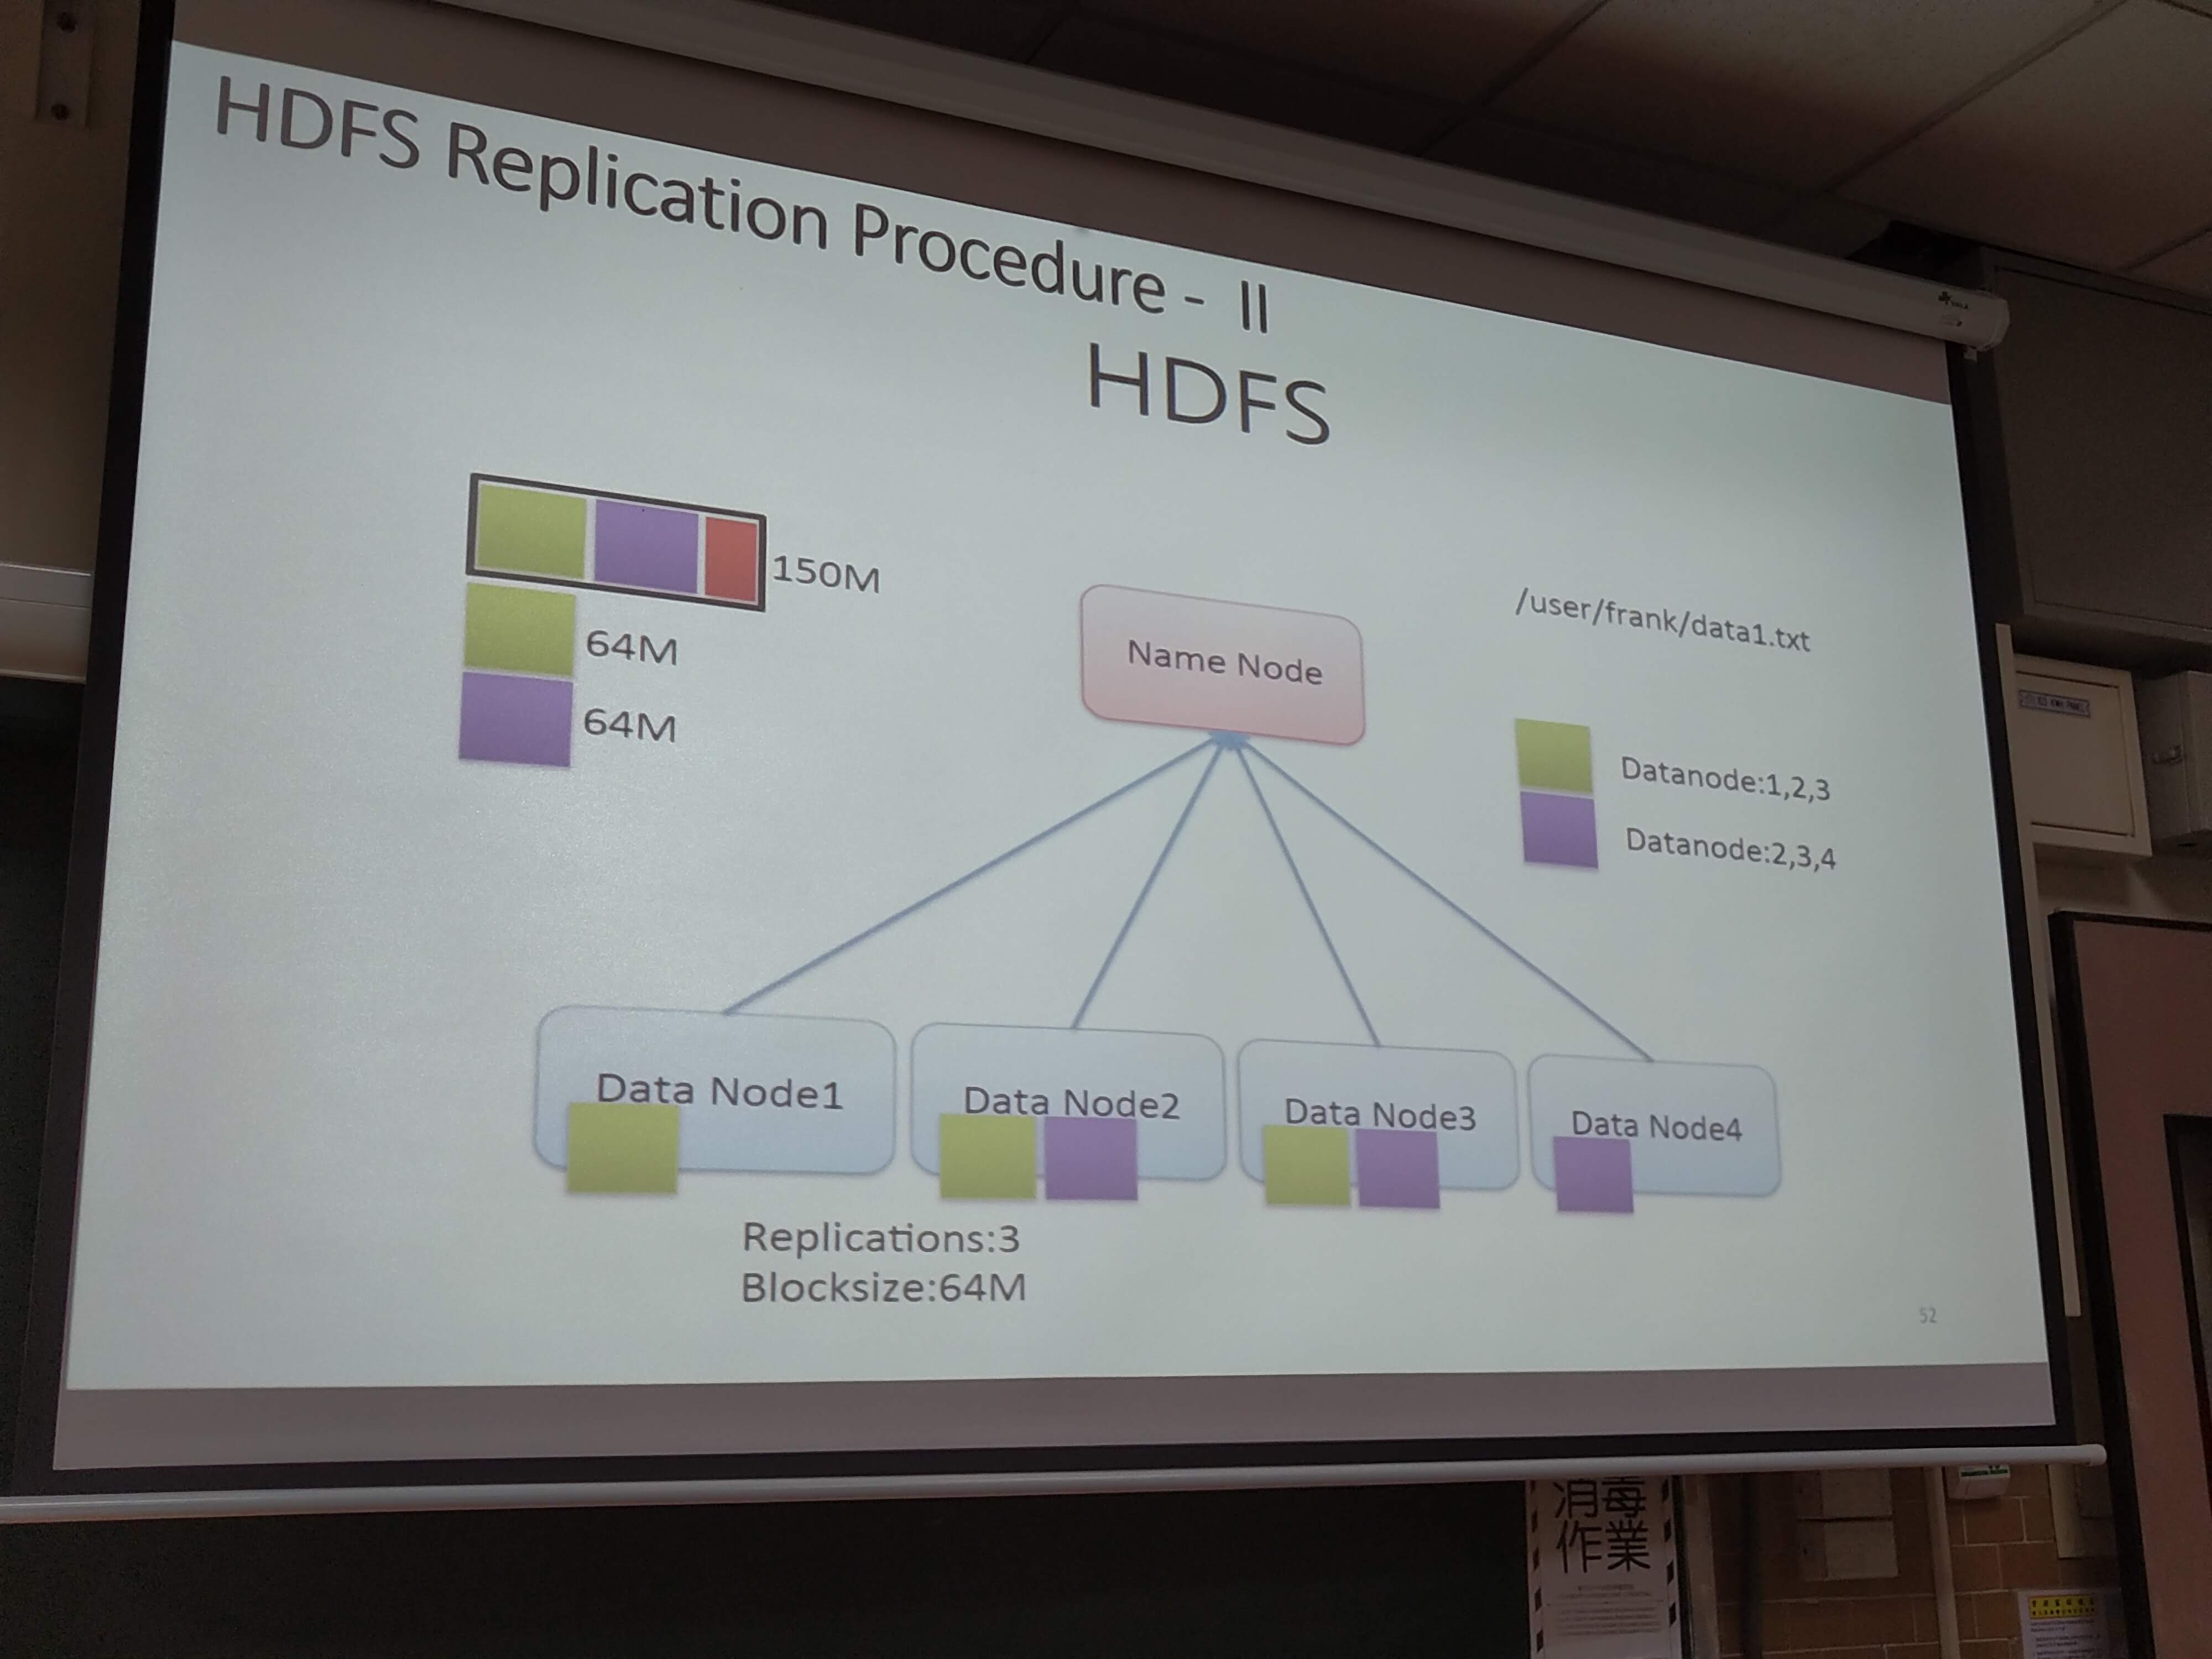 HDFS Replication Procedure - II
HDFS
150M
64M
64M
Name Node
/user/frank/data1.txt
Datanode:1,2,3
Datanode:2,3,4
Data Node1
Data Node2
Data Node3
Data Node4
Replications:3
Blocksize:64M
52
消毒
作業